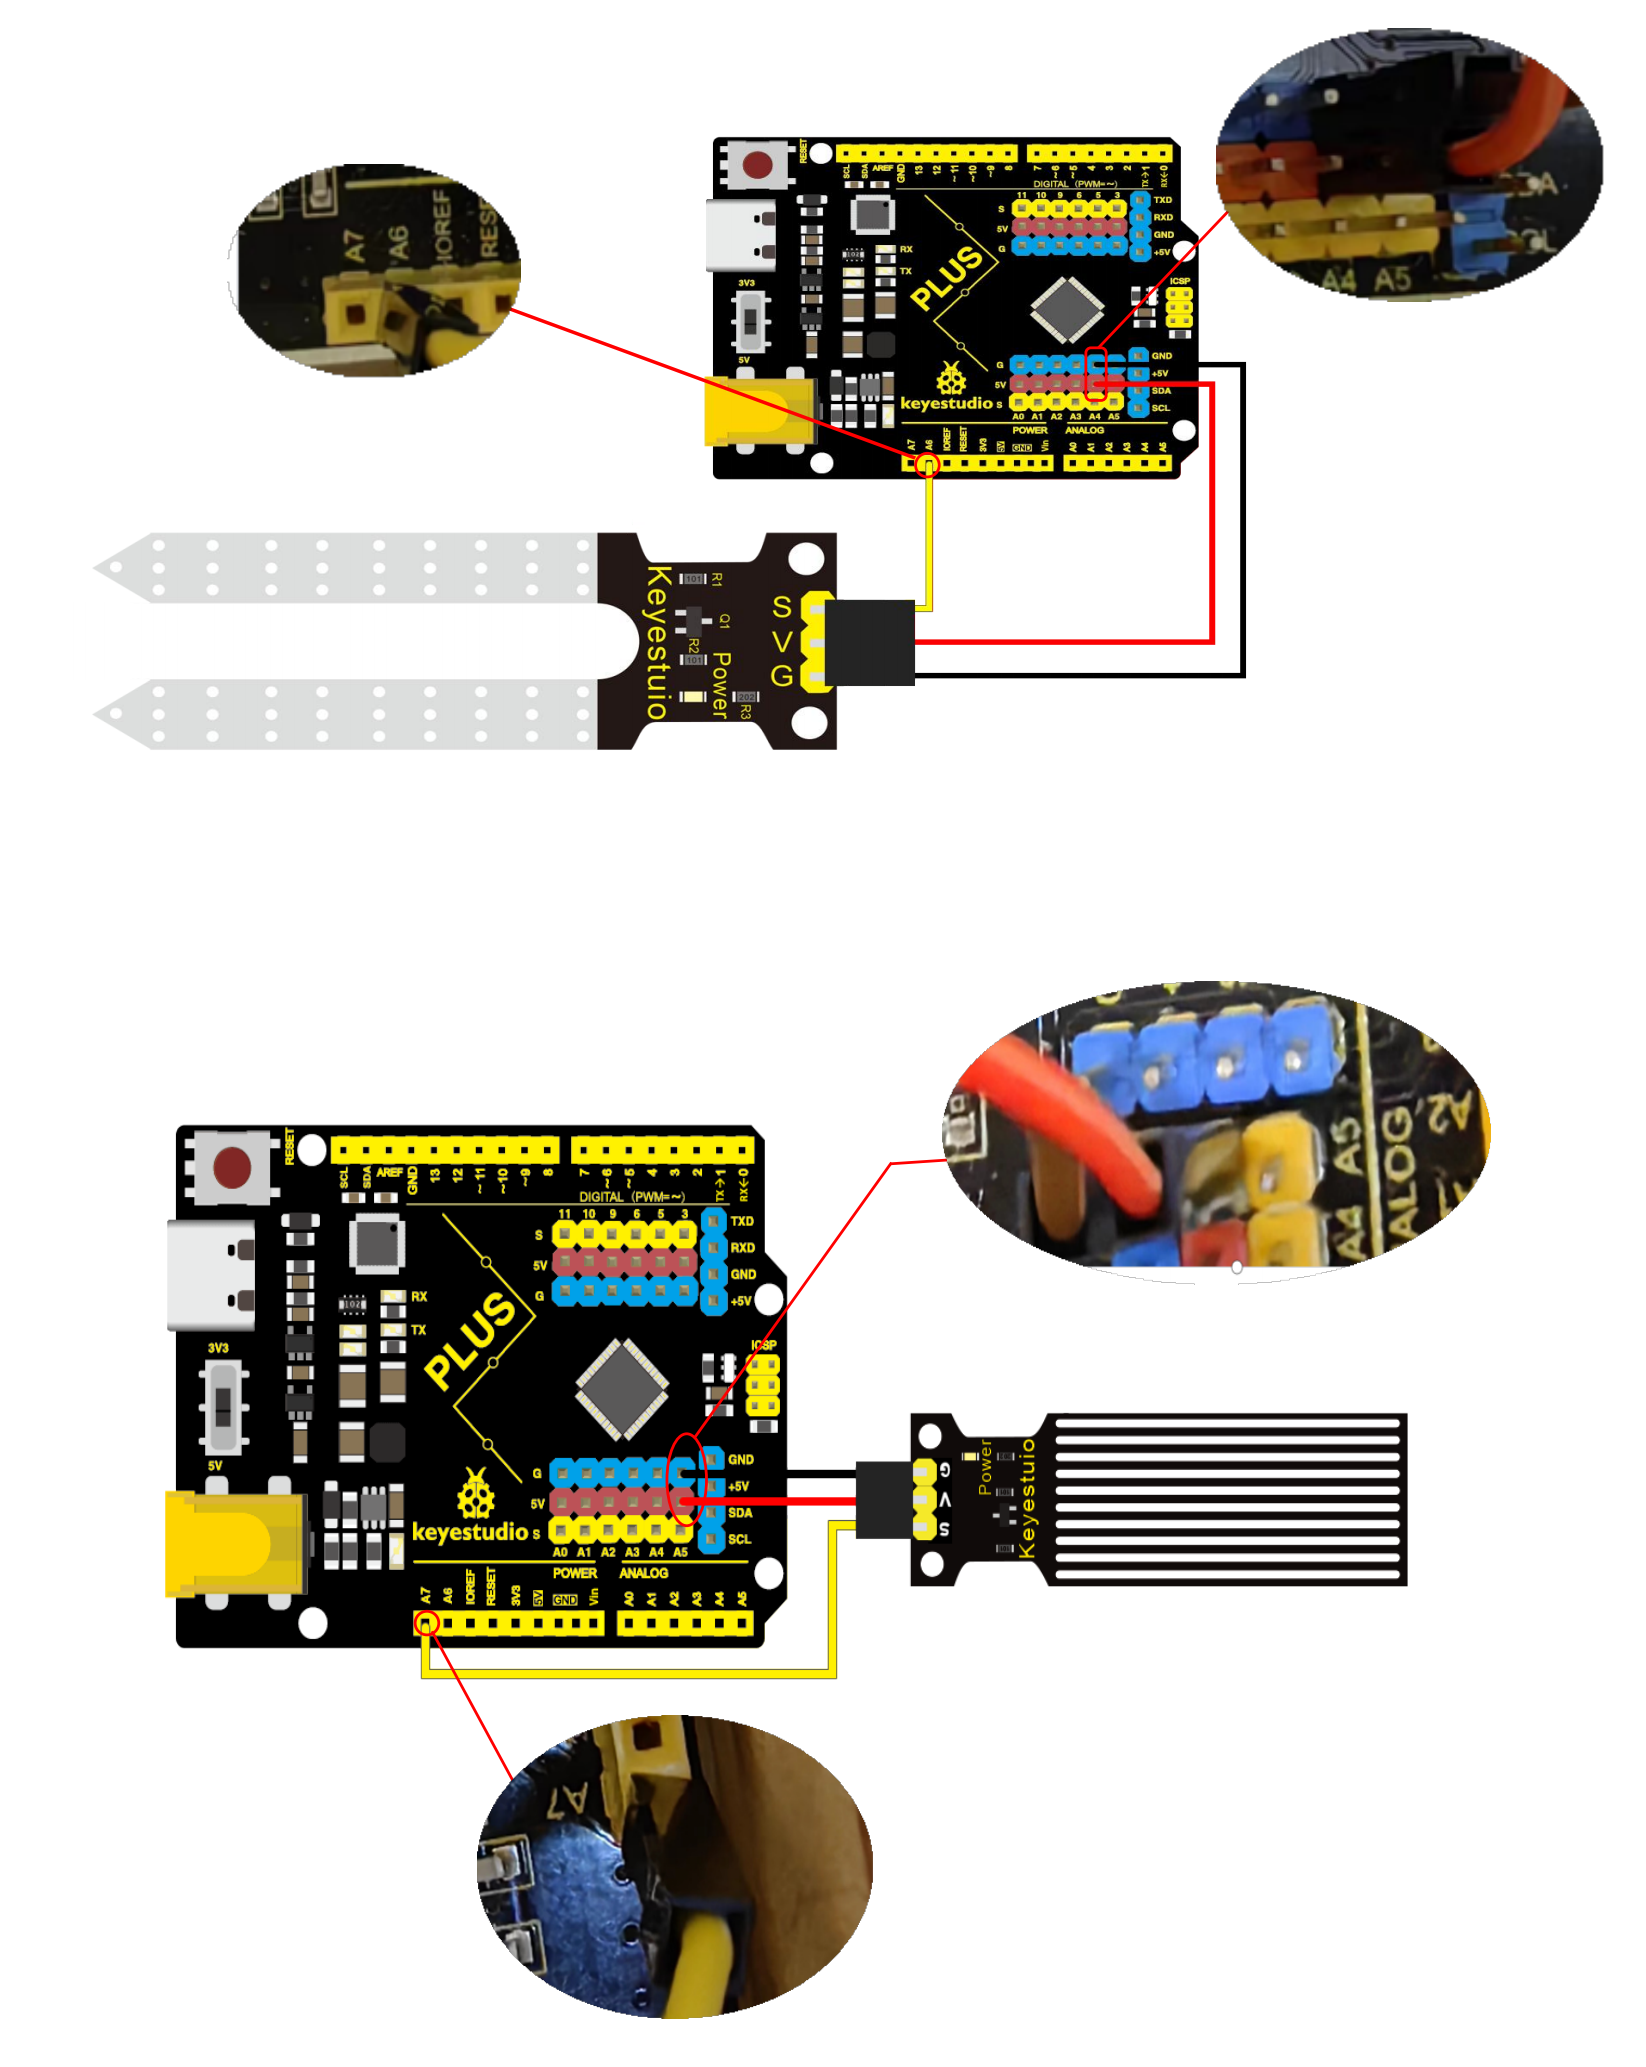 A7
A6
IOREF
RESE
DA
SCL
A4 A5
RESET
SCL
SDA
AREF
GND
13
12
~11
~10
~9
8
7
~6
~5
4
3
2
TX→1
RX←0
DIGITAL (PWM=~)
11 10 9 6 5 3
S
5V
G
TXD
RXD
GND
+5V
RX
TX
102
3V3
5V
PLUS
ICSP
G
5V
keyestudio S
GND
+5V
SDA
SCL
A0 A1 A2 A3 A4 A5
POWER ANALOG
A7
A6
IOREF
RESET
3V3
5V
GND
Vin
A0
A1
A2
A3
A4
A5
Keyestuio
R1
101
Q1
R2
101
Power
202
R3
S
V
G
A5
A4
ALOG
A2
RESET
SCL
SDA
AREF
GND
13
12
~11
~10
~9
8
7
~6
~5
4
3
2
TX→1
RX←0
DIGITAL (PWM=~)
11 10 9 6 5 3
S
5V
G
TXD
RXD
GND
+5V
RX
TX
102
3V3
5V
PLUS
ICSP
G
5V
keyestudio S
GND
+5V
SDA
SCL
A0 A1 A2 A3 A4 A5
POWER ANALOG
A7
A6
IOREF
RESET
3V3
5V
GND
Vin
A0
A1
A2
A3
A4
A5
G
V
S
Power
Keyestuio
A7